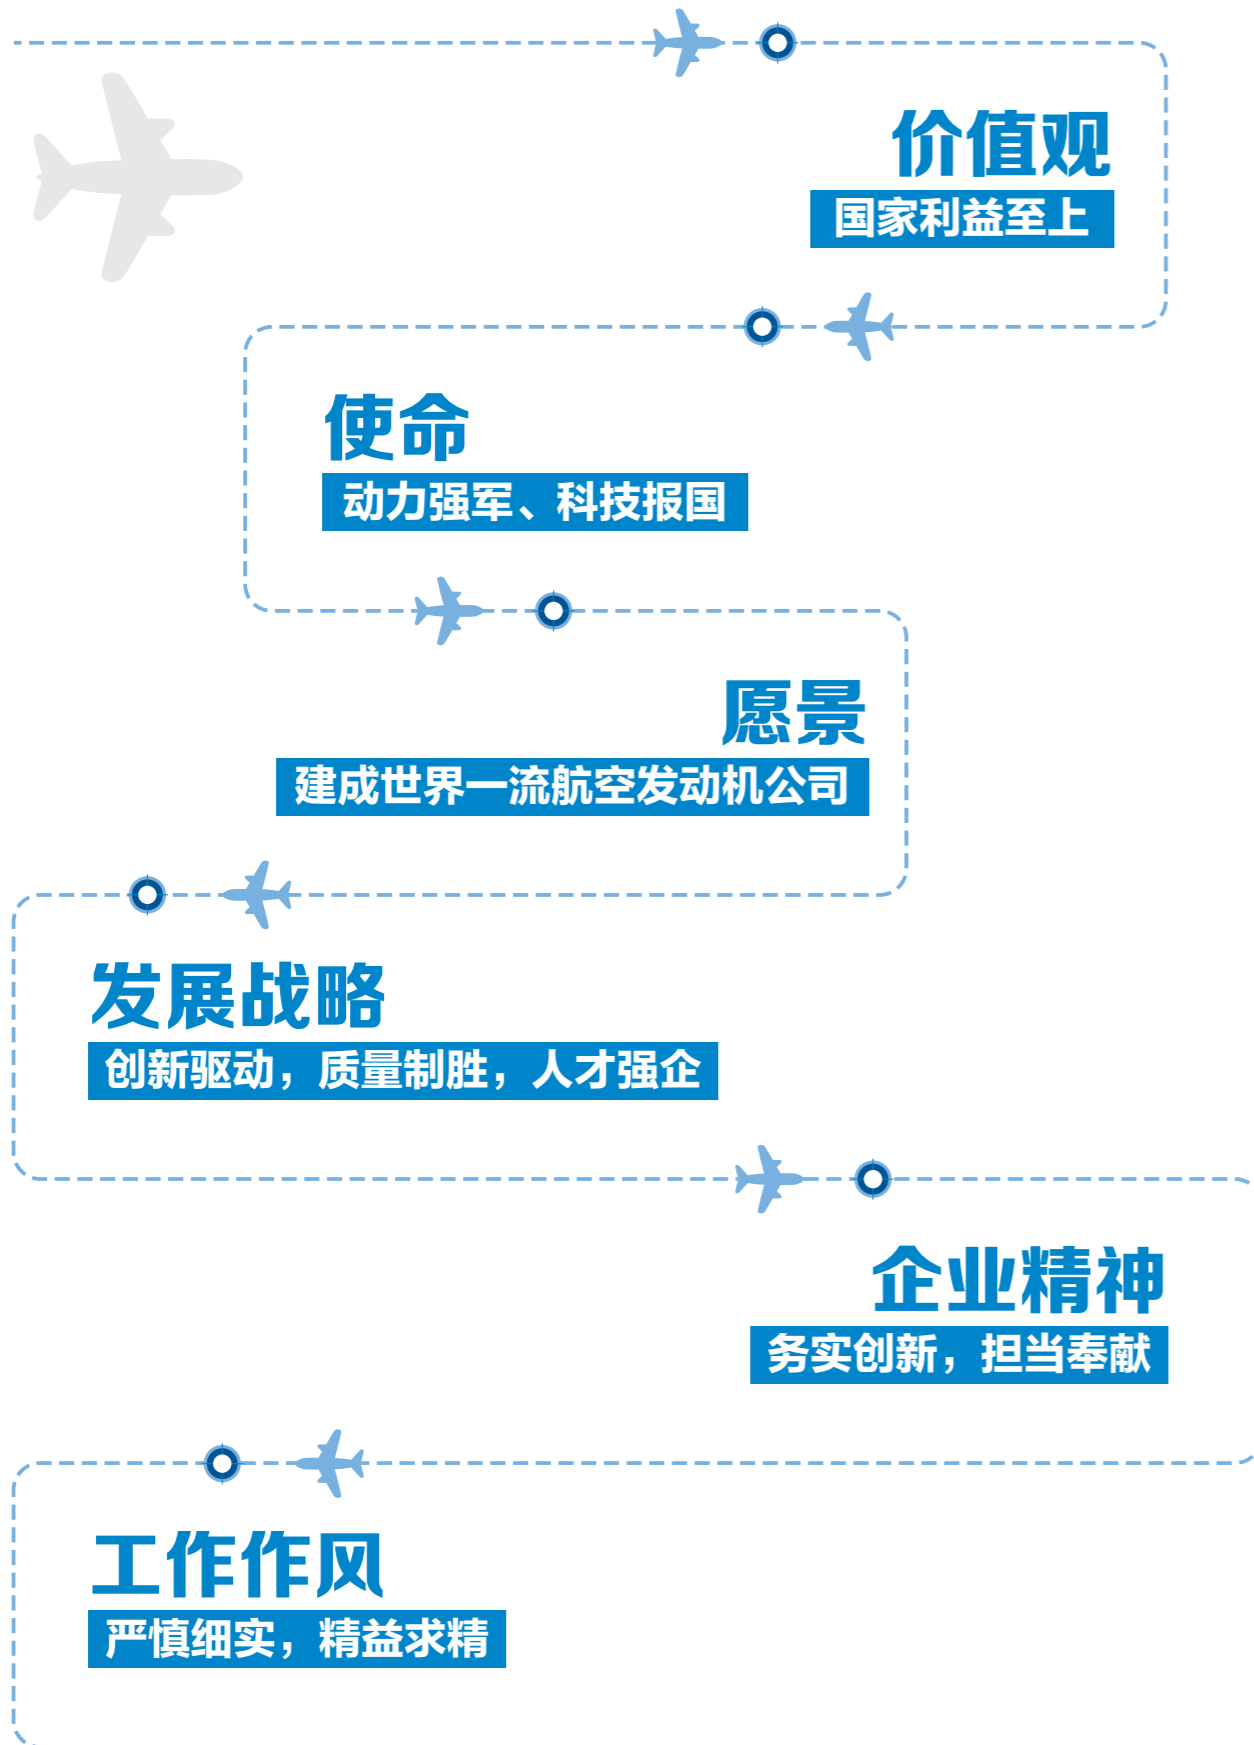 价值观
国家利益至上
使命
动力强军、科技报国
愿景
建成世界一流航空发动机公司
发展战略
创新驱动，质量制胜，人才强企
企业精神
务实创新，担当奉献
工作作风
严慎细实，精益求精